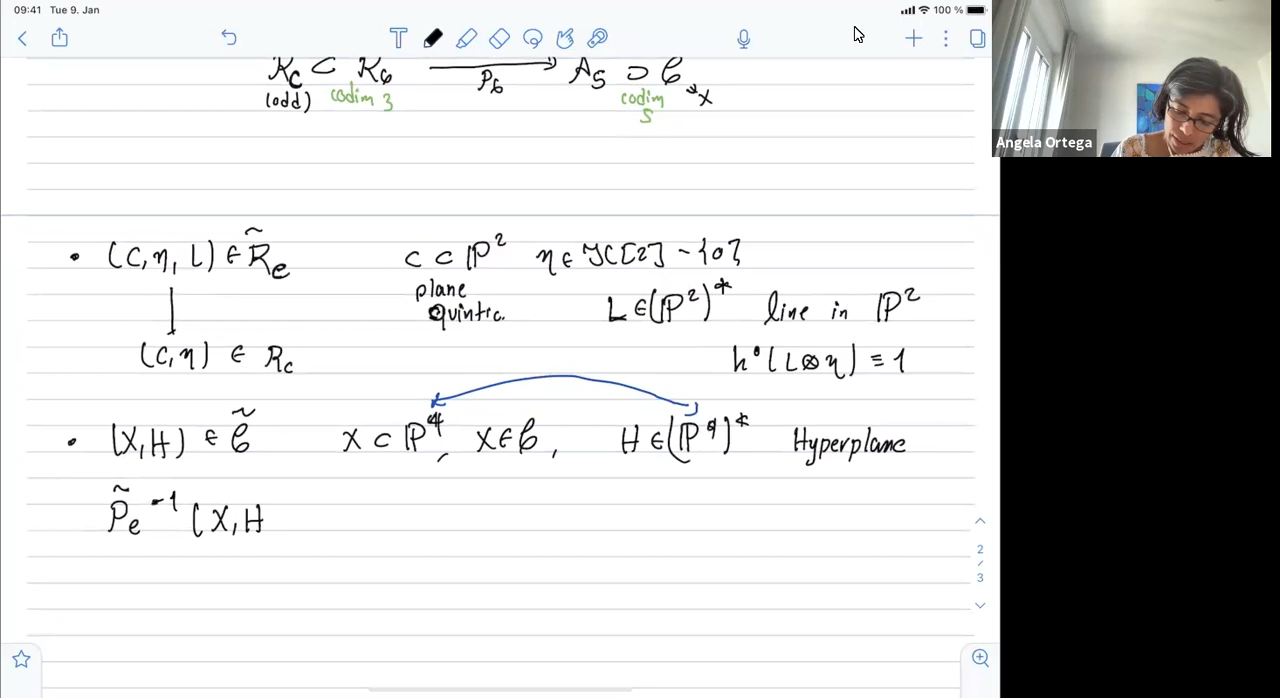 09:41 Tue 9. Jan 100 %
R_C ⊂ R_6 → A_5 ⊃ C
P_6
(odd) codim 3 codim 5 ∋ X
Angela Ortega
• (C, η, L) ∈ R̃_e C ⊂ ℙ² η ∈ JC[2] - {0}
plane
quintic. L ∈ (ℙ²)* line in ℙ²
(C, η) ∈ R_C h⁰(L⊗η) ≡ 1
• (X, H) ∈ C̃ X ⊂ ℙ⁴, X ∈ C, H ∈ (ℙ⁴)* Hyperplane
P̃_e⁻¹ (X, H
2
/
3